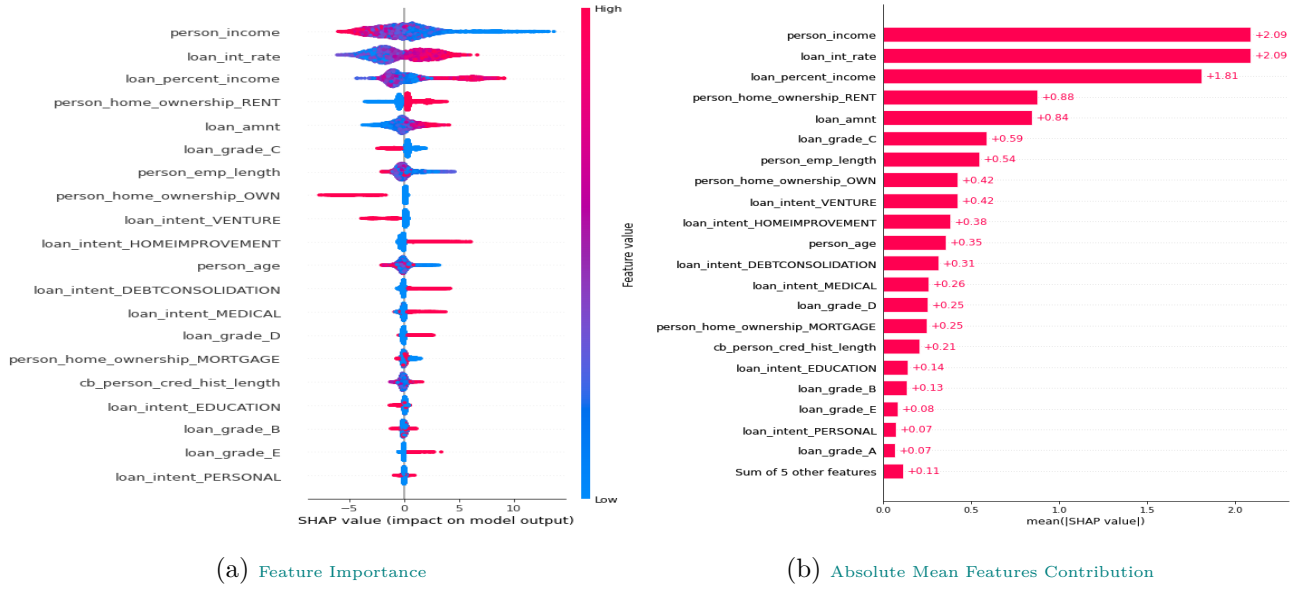 person_income
loan_int_rate
loan_percent_income
person_home_ownership_RENT
loan_amnt
loan_grade_C
person_emp_length
person_home_ownership_OWN
loan_intent_VENTURE
loan_intent_HOMEIMPROVEMENT
person_age
loan_intent_DEBTCONSOLIDATION
loan_intent_MEDICAL
loan_grade_D
person_home_ownership_MORTGAGE
cb_person_cred_hist_length
loan_intent_EDUCATION
loan_grade_B
loan_grade_E
loan_intent_PERSONAL
−5 0 5 10
SHAP value (impact on model output)
High
Feature value
Low
(a) Feature Importance
person_income +2.09
loan_int_rate +2.09
loan_percent_income +1.81
person_home_ownership_RENT +0.88
loan_amnt +0.84
loan_grade_C +0.59
person_emp_length +0.54
person_home_ownership_OWN +0.42
loan_intent_VENTURE +0.42
loan_intent_HOMEIMPROVEMENT +0.38
person_age +0.35
loan_intent_DEBTCONSOLIDATION +0.31
loan_intent_MEDICAL +0.26
loan_grade_D +0.25
person_home_ownership_MORTGAGE +0.25
cb_person_cred_hist_length +0.21
loan_intent_EDUCATION +0.14
loan_grade_B +0.13
loan_grade_E +0.08
loan_intent_PERSONAL +0.07
loan_grade_A +0.07
Sum of 5 other features +0.11
0.0 0.5 1.0 1.5 2.0
mean(|SHAP value|)
(b) Absolute Mean Features Contribution